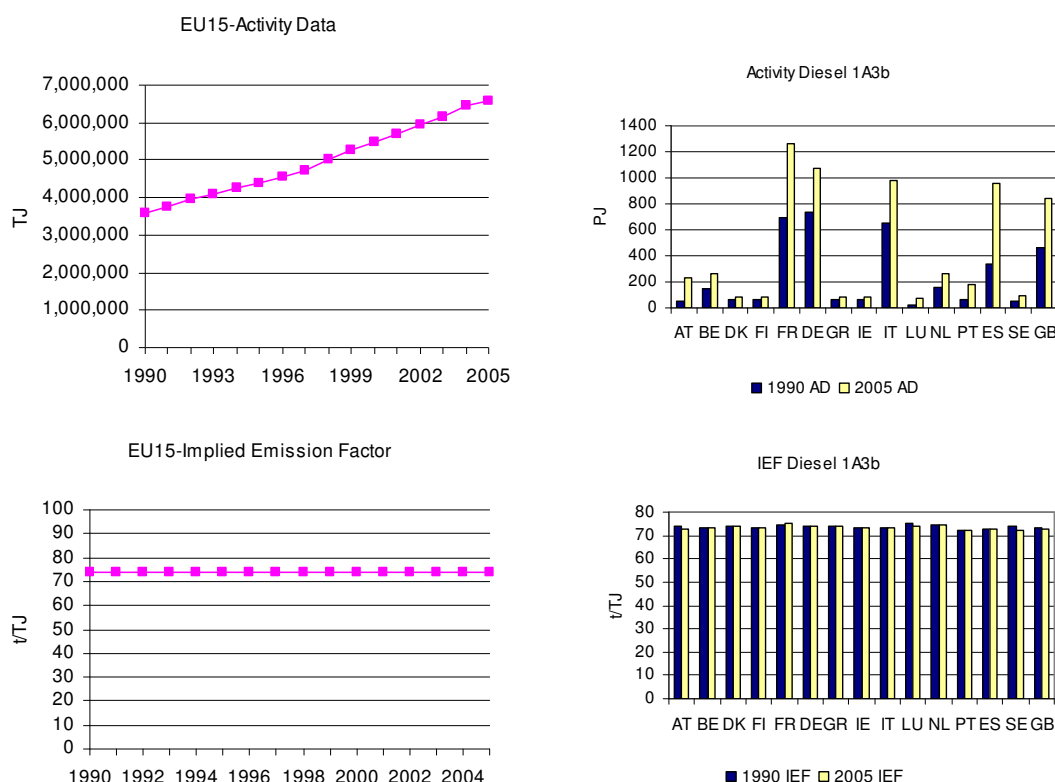 EU15-Activity Data
7,000,000
6,000,000
5,000,000
4,000,000
3,000,000
2,000,000
1,000,000
0
TJ
1990 1993 1996 1999 2002 2005
Activity Diesel 1A3b
1400
1200
1000
800
600
400
200
0
PJ
AT BE DK FI FR DE GR IE IT LU NL PT ES SE GB
1990 AD 2005 AD
EU15-Implied Emission Factor
100
90
80
70
60
50
40
30
20
10
0
t/TJ
1990 1992 1994 1996 1998 2000 2002 2004
IEF Diesel 1A3b
80
70
60
50
40
30
20
10
0
t/TJ
AT BE DK FI FR DE GR IE IT LU NL PT ES SE GB
1990 IEF 2005 IEF